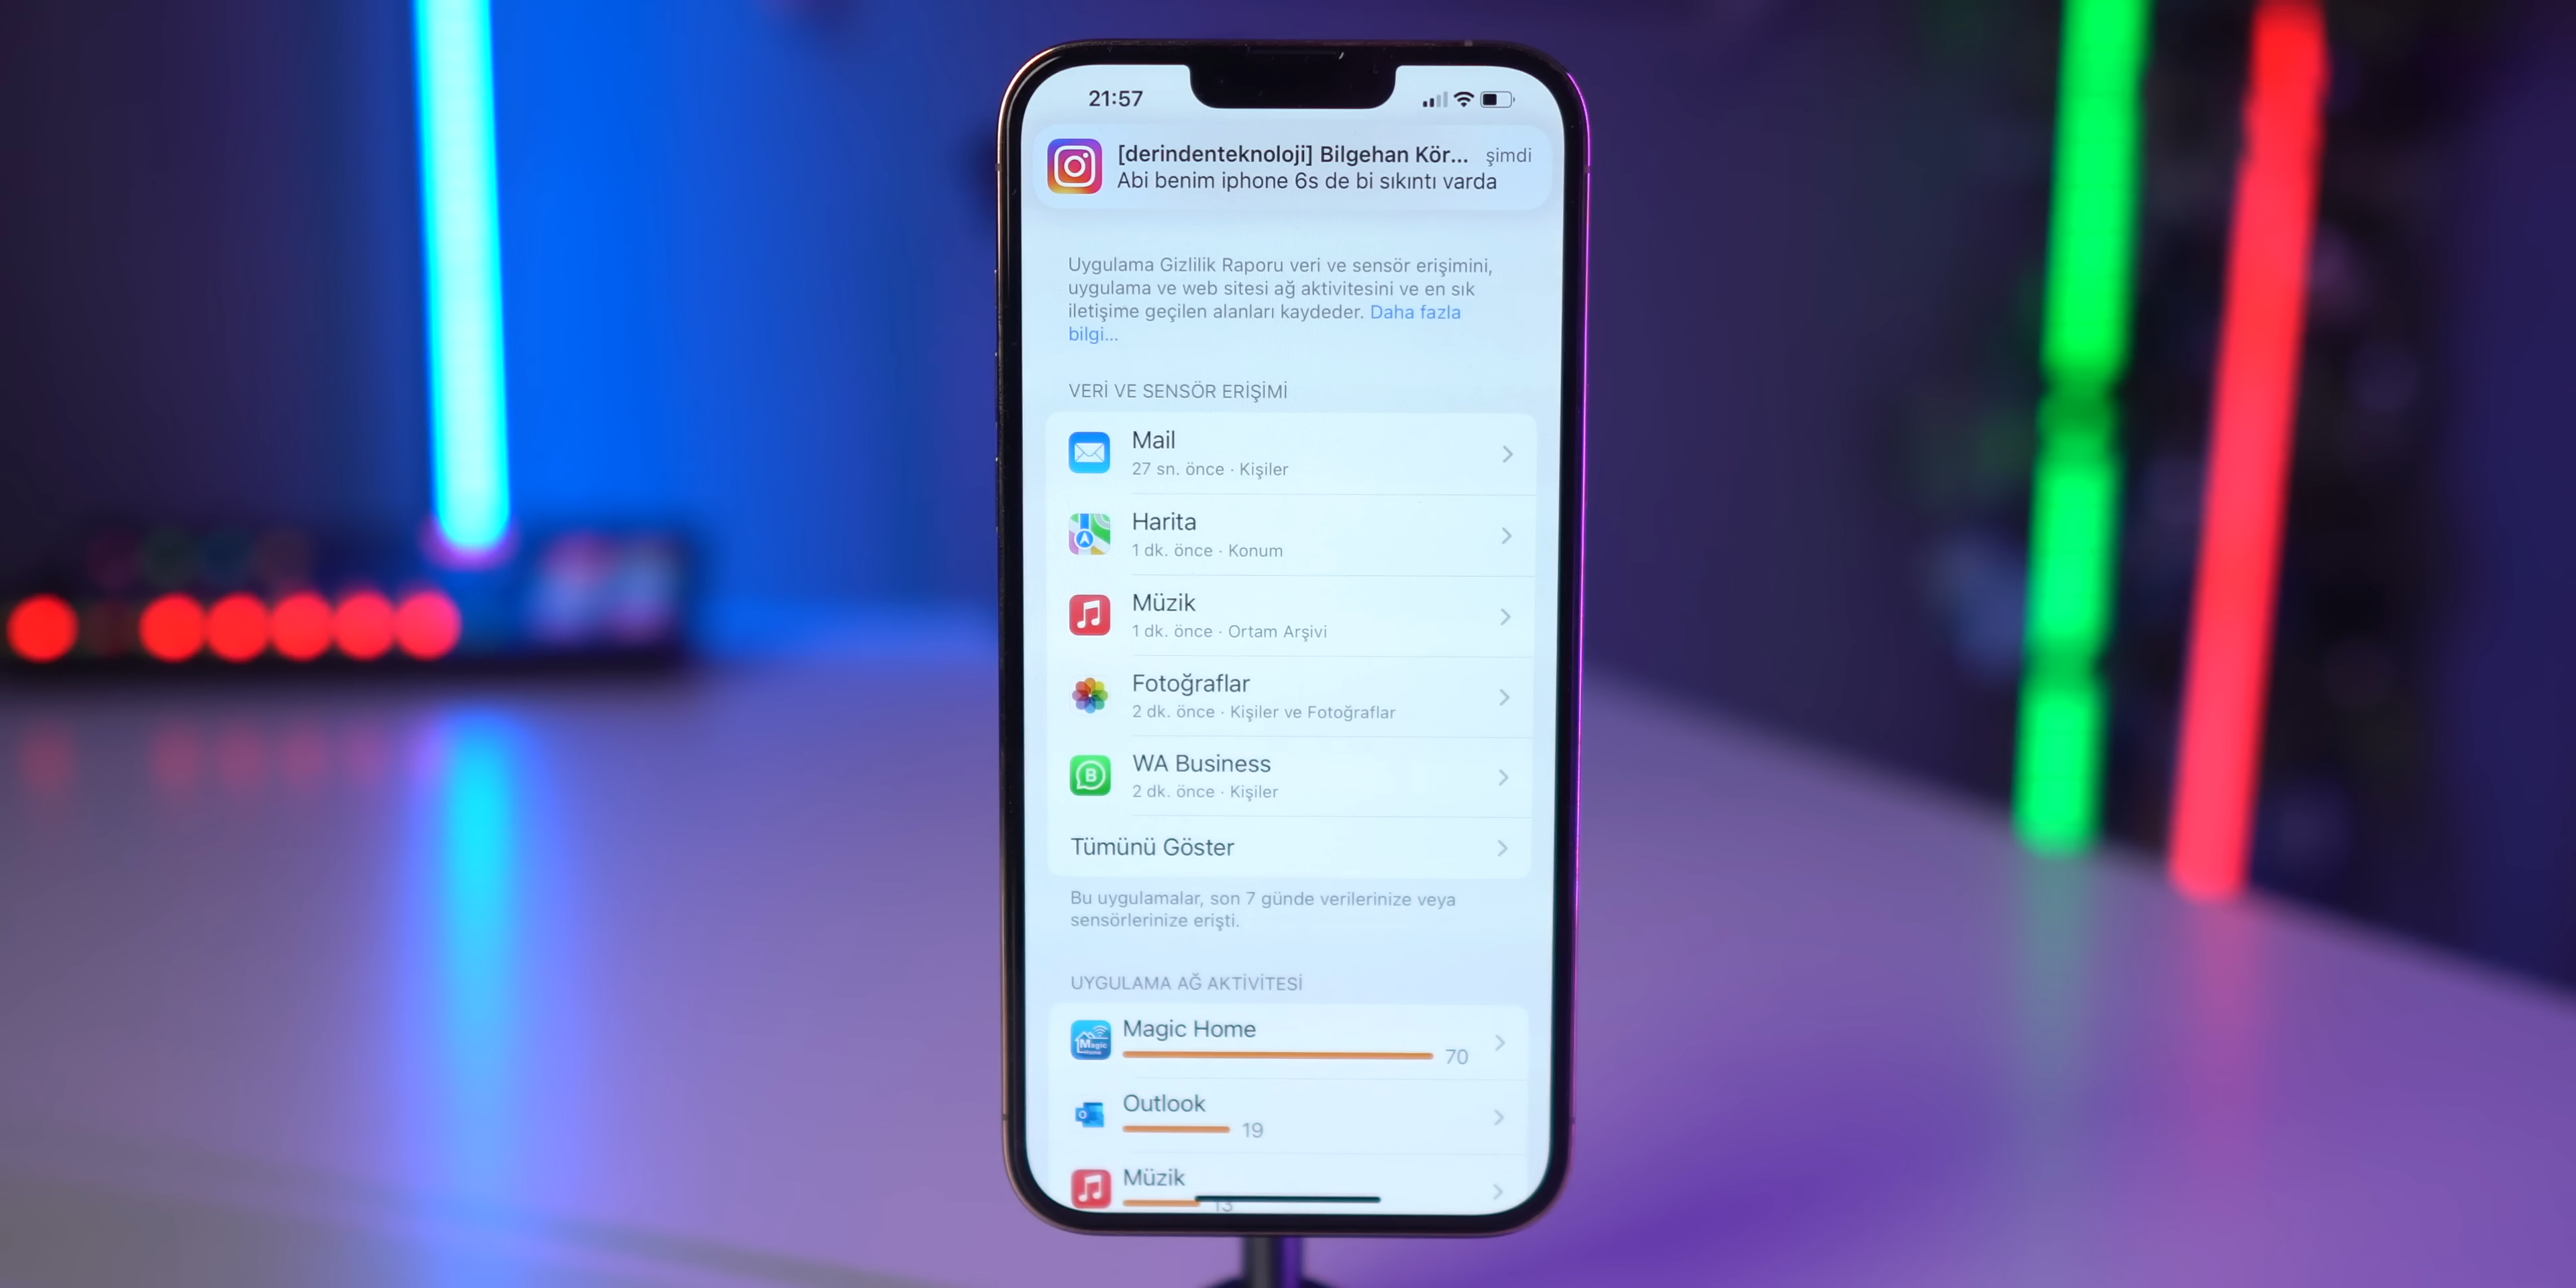 21:57
[derindenteknoloji] Bilgehan Kör... şimdi
Abi benim iphone 6s de bi sıkıntı varda
Uygulama Gizlilik Raporu veri ve sensör erişimini,
uygulama ve web sitesi ağ aktivitesini ve en sık
iletişime geçilen alanları kaydeder. Daha fazla
bilgi...
VERİ VE SENSÖR ERİŞİMİ
Mail
27 sn. önce · Kişiler
Harita
1 dk. önce · Konum
Müzik
1 dk. önce · Ortam Arşivi
Fotoğraflar
2 dk. önce · Kişiler ve Fotoğraflar
B
WA Business
2 dk. önce · Kişiler
Tümünü Göster
Bu uygulamalar, son 7 günde verilerinize veya
sensörlerinize erişti.
UYGULAMA AĞ AKTİVİTESİ
Magic Home
Magic
Home
70
Outlook
19
Müzik
13